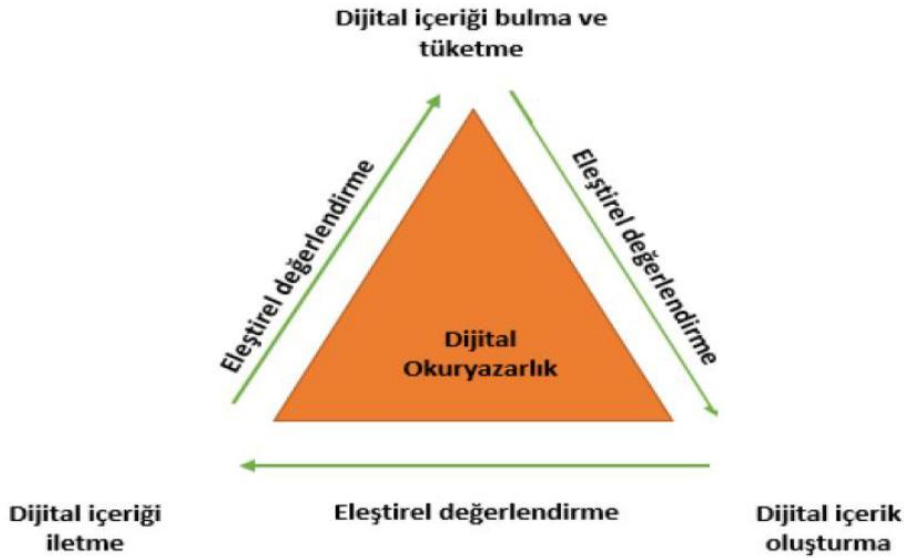 Dijital içeriği bulma ve
tüketme
Eleştirel değerlendirme
Eleştirel değerlendirme
Dijital
Okuryazarlık
Dijital içeriği
iletme
Eleştirel değerlendirme
Dijital içerik
oluşturma